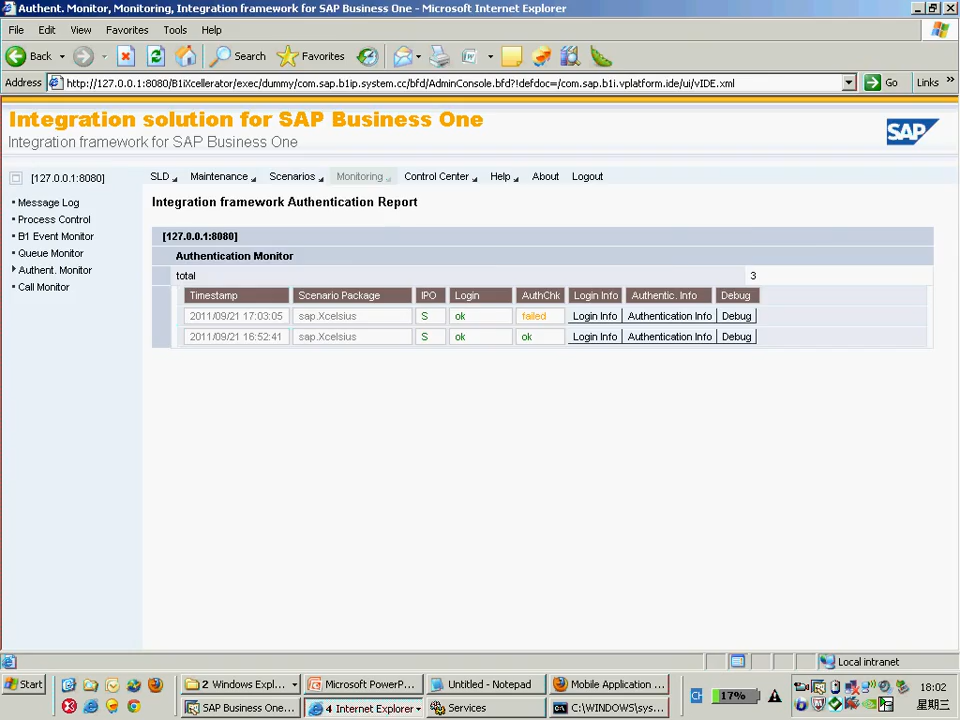 Authent. Monitor, Monitoring, Integration framework for SAP Business One - Microsoft Internet Explorer
File Edit View Favorites Tools Help
Back Search Favorites
Address http://127.0.0.1:8080/B1iXcellerator/exec/dummy/com.sap.b1ip.system.cc/bfd/AdminConsole.bfd?!defdoc=/com.sap.b1i.vplatform.ide/ui/vIDE.xml Go Links »
Integration solution for SAP Business One
Integration framework for SAP Business One
SAP
[127.0.0.1:8080] SLD Maintenance Scenarios Monitoring Control Center Help About Logout
Message Log
Process Control
B1 Event Monitor
Queue Monitor
Authent. Monitor
Call Monitor
Integration framework Authentication Report
[127.0.0.1:8080]
Authentication Monitor
total 3
Timestamp Scenario Package IPO Login AuthChk Login Info Authentic. Info Debug
2011/09/21 17:03:05 sap.Xcelsius S ok failed Login Info Authentication Info Debug
2011/09/21 16:52:41 sap.Xcelsius S ok ok Login Info Authentication Info Debug
Local intranet
Start 2 Windows Expl... Microsoft PowerP... Untitled - Notepad Mobile Application ... 17% 18:02
SAP Business One... 4 Internet Explorer Services C:\WINDOWS\sys... 星期三